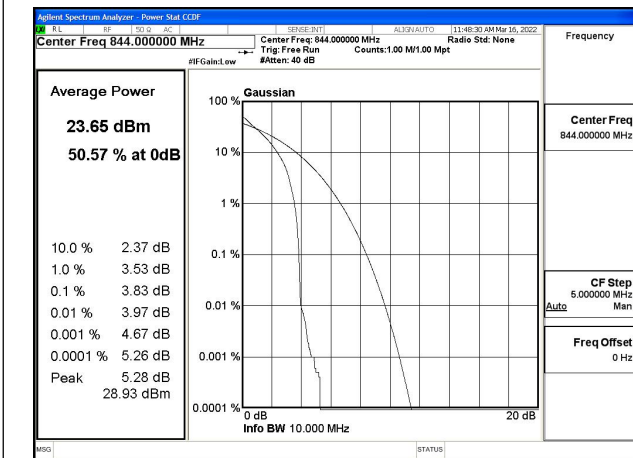 Agilent Spectrum Analyzer - Power Stat CCDF
RL RF 50 Ω AC SENSE:INT ALIGN AUTO 11:48:30 AM Mar 16, 2022
Center Freq 844.000000 MHz
Center Freq: 844.000000 MHz Radio Std: None
Trig: Free Run Counts:1.00 M/1.00 Mpt
#IFGain:Low #Atten: 40 dB
Frequency
Average Power
23.65 dBm
50.57 % at 0dB
10.0 % 2.37 dB
1.0 % 3.53 dB
0.1 % 3.83 dB
0.01 % 3.97 dB
0.001 % 4.67 dB
0.0001 % 5.26 dB
Peak 5.28 dB
28.93 dBm
Gaussian
100 %
10 %
1 %
0.1 %
0.01 %
0.001 %
0.0001 %
0 dB 20 dB
Info BW 10.000 MHz
Center Freq
844.000000 MHz
CF Step
5.000000 MHz
Auto Man
Freq Offset
0 Hz
MSG STATUS